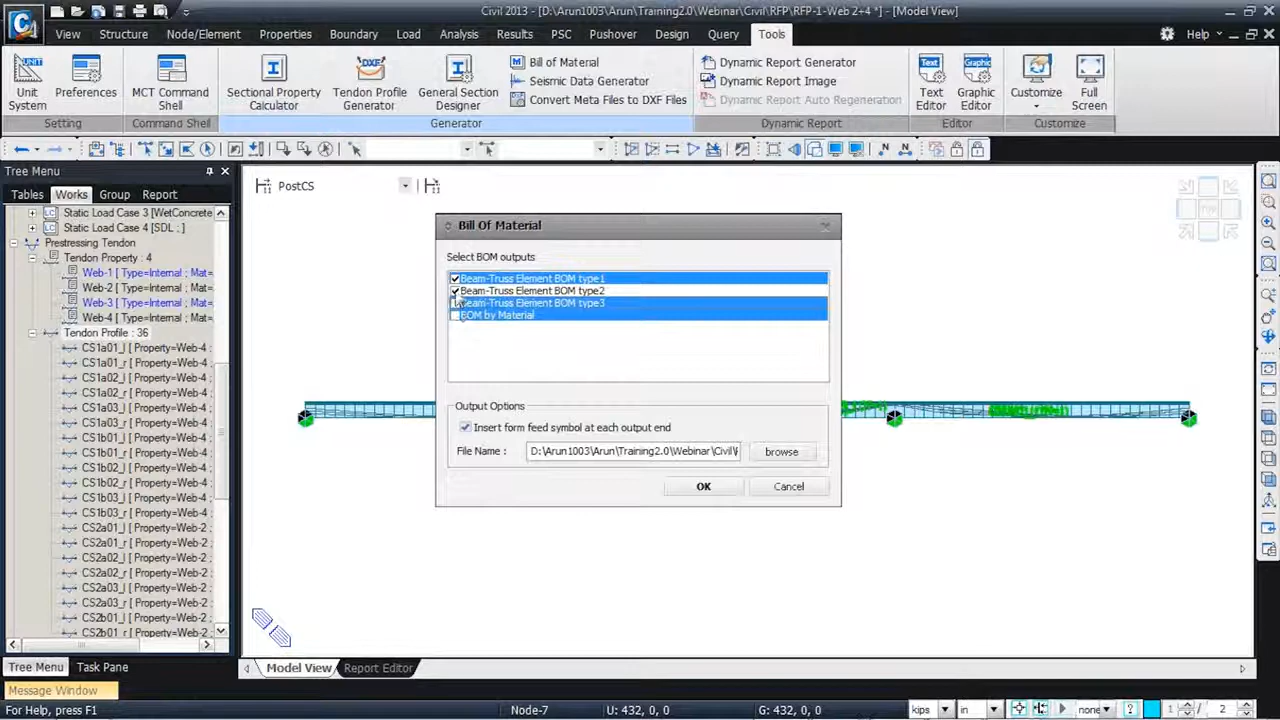 Civil 2013 - [D:\Arun1003\Arun\Training2.0\Webinar\Civil\RFP\RFP-1-Web 2+4 *] - [Model View]
View Structure Node/Element Properties Boundary Load Analysis Results PSC Pushover Design Query Tools Help
Unit System
Preferences
Setting
MCT Command Shell
Command Shell
Sectional Property Calculator
Tendon Profile Generator
General Section Designer
Bill of Material
Seismic Data Generator
Convert Meta Files to DXF Files
Generator
Dynamic Report Generator
Dynamic Report Image
Dynamic Report Auto Regeneration
Dynamic Report
Text Editor
Graphic Editor
Editor
Customize
Full Screen
Customize
Tree Menu
Tables Works Group Report
Static Load Case 3 [WetConcrete
Static Load Case 4 [SDL ; ]
Prestressing Tendon
Tendon Property : 4
Web-1 [ Type=Internal ; Mat=
Web-2 [ Type=Internal ; Mat=
Web-3 [ Type=Internal ; Mat=
Web-4 [ Type=Internal ; Mat=
Tendon Profile : 36
CS1a01_l [ Property=Web-4 ;
CS1a01_r [ Property=Web-4 ;
CS1a02_l [ Property=Web-4 ;
CS1a02_r [ Property=Web-4 ;
CS1a03_l [ Property=Web-4 ;
CS1a03_r [ Property=Web-4 ;
CS1b01_l [ Property=Web-4 ;
CS1b01_r [ Property=Web-4 ;
CS1b02_l [ Property=Web-4 ;
CS1b02_r [ Property=Web-4 ;
CS1b03_l [ Property=Web-4 ;
CS1b03_r [ Property=Web-4 ;
CS2a01_l [ Property=Web-2 ;
CS2a01_r [ Property=Web-2 ;
CS2a02_l [ Property=Web-2 ;
CS2a02_r [ Property=Web-2 ;
CS2a03_l [ Property=Web-2 ;
CS2a03_r [ Property=Web-2 ;
CS2b01_l [ Property=Web-2 ;
CS2b01_r [ Property=Web-2 ;
Tree Menu Task Pane
PostCS
TOP
Bill Of Material
Select BOM outputs
Beam-Truss Element BOM type1
Beam-Truss Element BOM type2
Beam-Truss Element BOM type3
BOM by Material
Output Options
Insert form feed symbol at each output end
File Name : D:\Arun1003\Arun\Training2.0\Webinar\Civil\ browse
OK Cancel
Model View Report Editor
Message Window
For Help, press F1 Node-7 U: 432, 0, 0 G: 432, 0, 0 kips in none ? 1 / 2